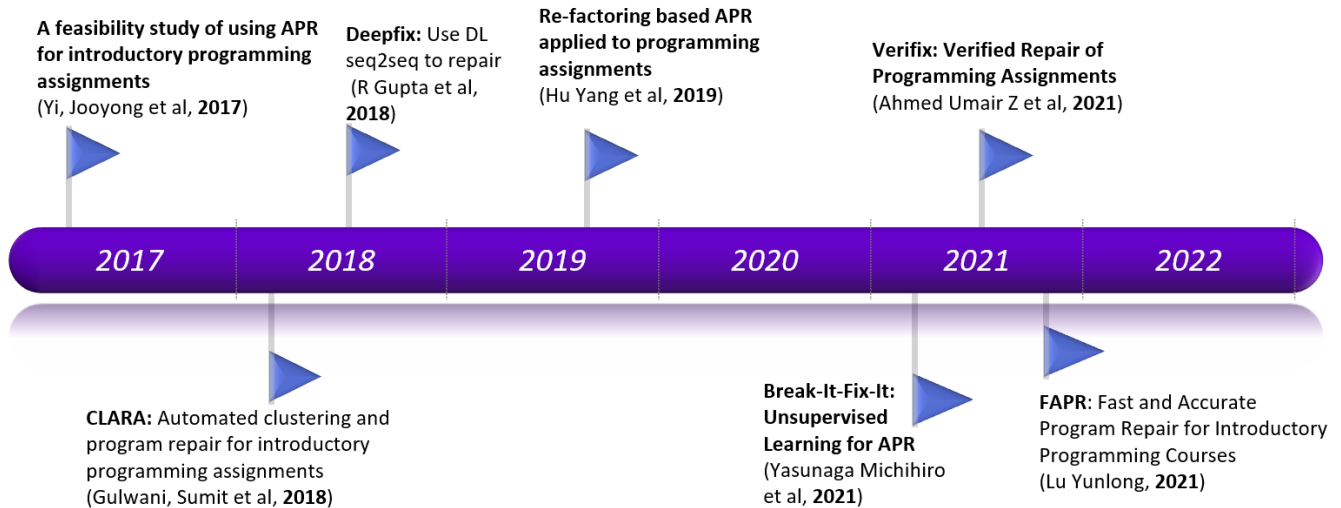 A feasibility study of using APR
for introductory programming
assignments
(Yi, Jooyong et al, 2017)
Deepfix: Use DL
seq2seq to repair
(R Gupta et al,
2018)
Re-factoring based APR
applied to programming
assignments
(Hu Yang et al, 2019)
Verifix: Verified Repair of
Programming Assignments
(Ahmed Umair Z et al, 2021)
2017
2018
2019
2020
2021
2022
CLARA: Automated clustering and
program repair for introductory
programming assignments
(Gulwani, Sumit et al, 2018)
Break-It-Fix-It:
Unsupervised
Learning for APR
(Yasunaga Michihiro
et al, 2021)
FAPR: Fast and Accurate
Program Repair for Introductory
Programming Courses
(Lu Yunlong, 2021)